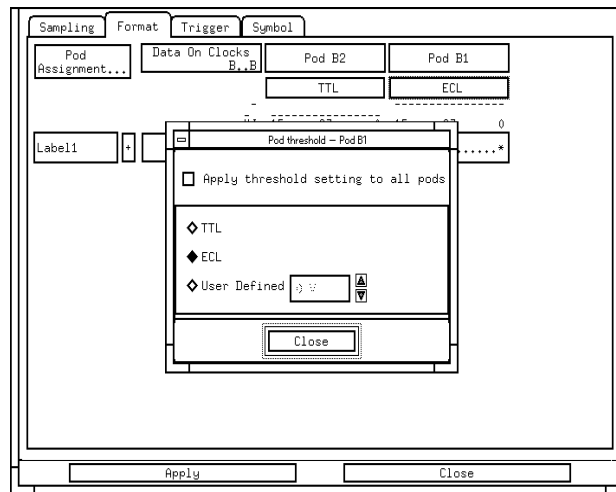 Sampling Format Trigger Symbol
Pod Assignment...
Data On Clocks B..B
Pod B2
Pod B1
TTL
ECL
Label1 +
Pod threshold – Pod B1
Apply threshold setting to all pods
TTL
ECL
User Defined 0 V
Close
Apply Close